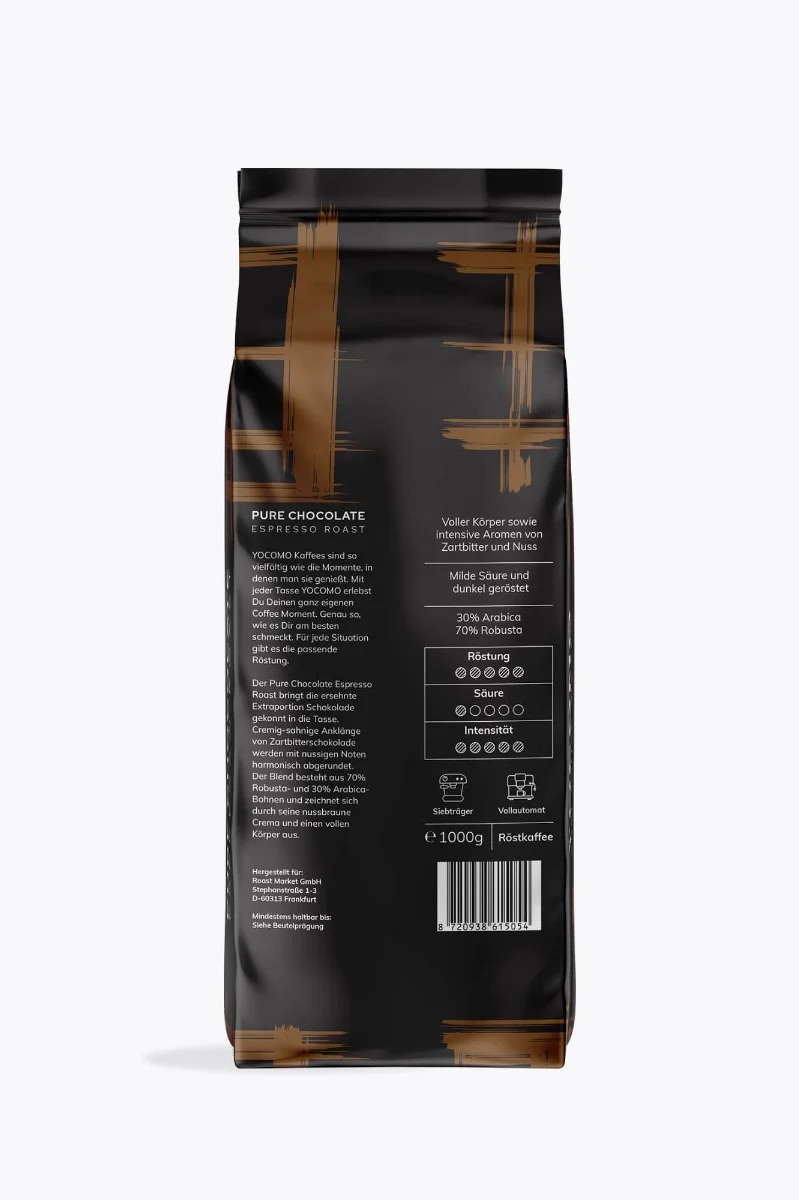 PURE CHOCOLATE
ESPRESSO ROAST
YOCOMO Kaffees sind so
vielfältig wie die Momente, in
denen man sie genießt. Mit
jeder Tasse YOCOMO erlebst
Du Deinen ganz eigenen
Coffee Moment. Genau so,
wie es Dir am besten
schmeckt. Für jede Situation
gibt es die passende
Röstung.
Der Pure Chocolate Espresso
Roast bringt die ersehnte
Extraportion Schokolade
gekonnt in die Tasse.
Cremig-sahnige Anklänge
von Zartbitterschokolade
werden mit nussigen Noten
harmonisch abgerundet.
Der Blend besteht aus 70%
Robusta- und 30% Arabica-
Bohnen und zeichnet sich
durch seine nussbraune
Crema und einen vollen
Körper aus.
Hergestellt für:
Roast Market GmbH
Stephanstraße 1-3
D-60313 Frankfurt
Mindestens haltbar bis:
Siehe Beutelprägung
Voller Körper sowie
intensive Aromen von
Zartbitter und Nuss
Milde Säure und
dunkel geröstet
30% Arabica
70% Robusta
Röstung
Säure
Intensität
Siebträger Vollautomat
℮ 1000g Röstkaffee
8 720938 615054